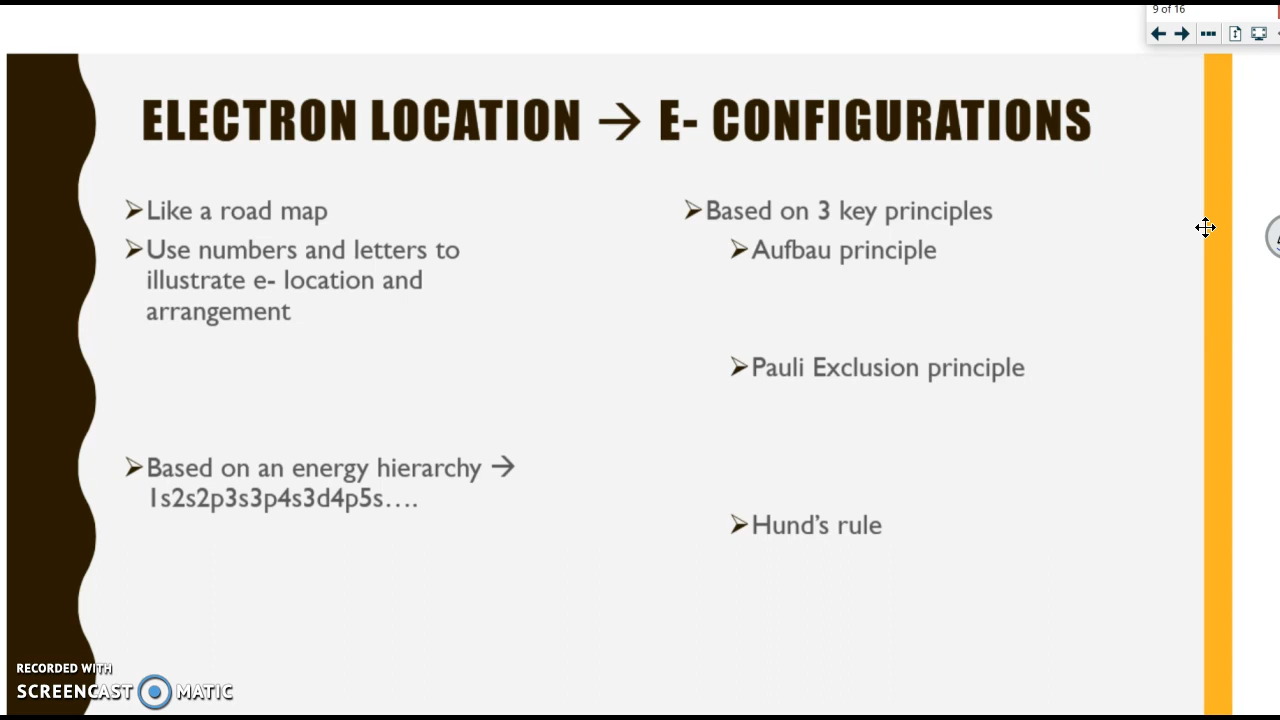 9 of 16
ELECTRON LOCATION → E- CONFIGURATIONS
Like a road map
Use numbers and letters to
illustrate e- location and
arrangement
Based on an energy hierarchy →
1s2s2p3s3p4s3d4p5s….
Based on 3 key principles
Aufbau principle
Pauli Exclusion principle
Hund’s rule
RECORDED WITH
SCREENCAST MATIC